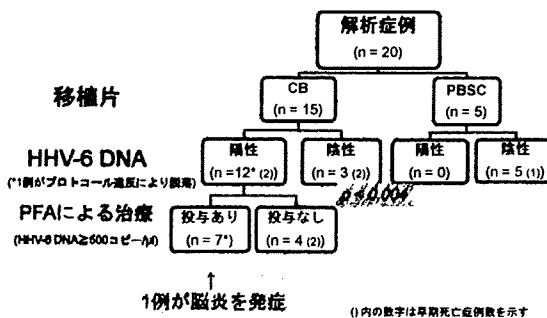 解析症例
(n = 20)
移植片
CB
(n = 15)
PBSC
(n = 5)
HHV-6 DNA
(*1例がプロトコール違反により脱落)
陽性
(n =12* (2))
陰性
(n = 3 (2))
陽性
(n = 0)
陰性
(n = 5 (1))
PFAによる治療
(HHV-6 DNA≧500コピー/μl)
投与あり
(n = 7*)
投与なし
(n = 4 (2))
↑
1例が脳炎を発症
()内の数字は早期死亡症例数を示す